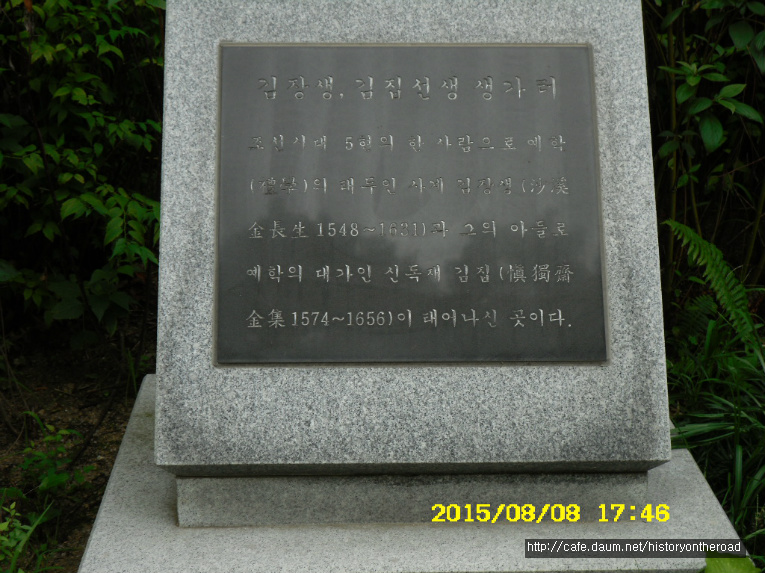 김장생, 김집선생 생가 터
조선시대 5현의 한 사람으로 예학
(禮學)의 태두인 사계 김장생(沙溪
金長生 1548~1631)과 그의 아들로
예학의 대가인 신독재 김집(愼獨齋
金集 1574~1656)이 태어나신 곳이다.
2015/08/08 17:46
http://cafe.daum.net/historyontheroad